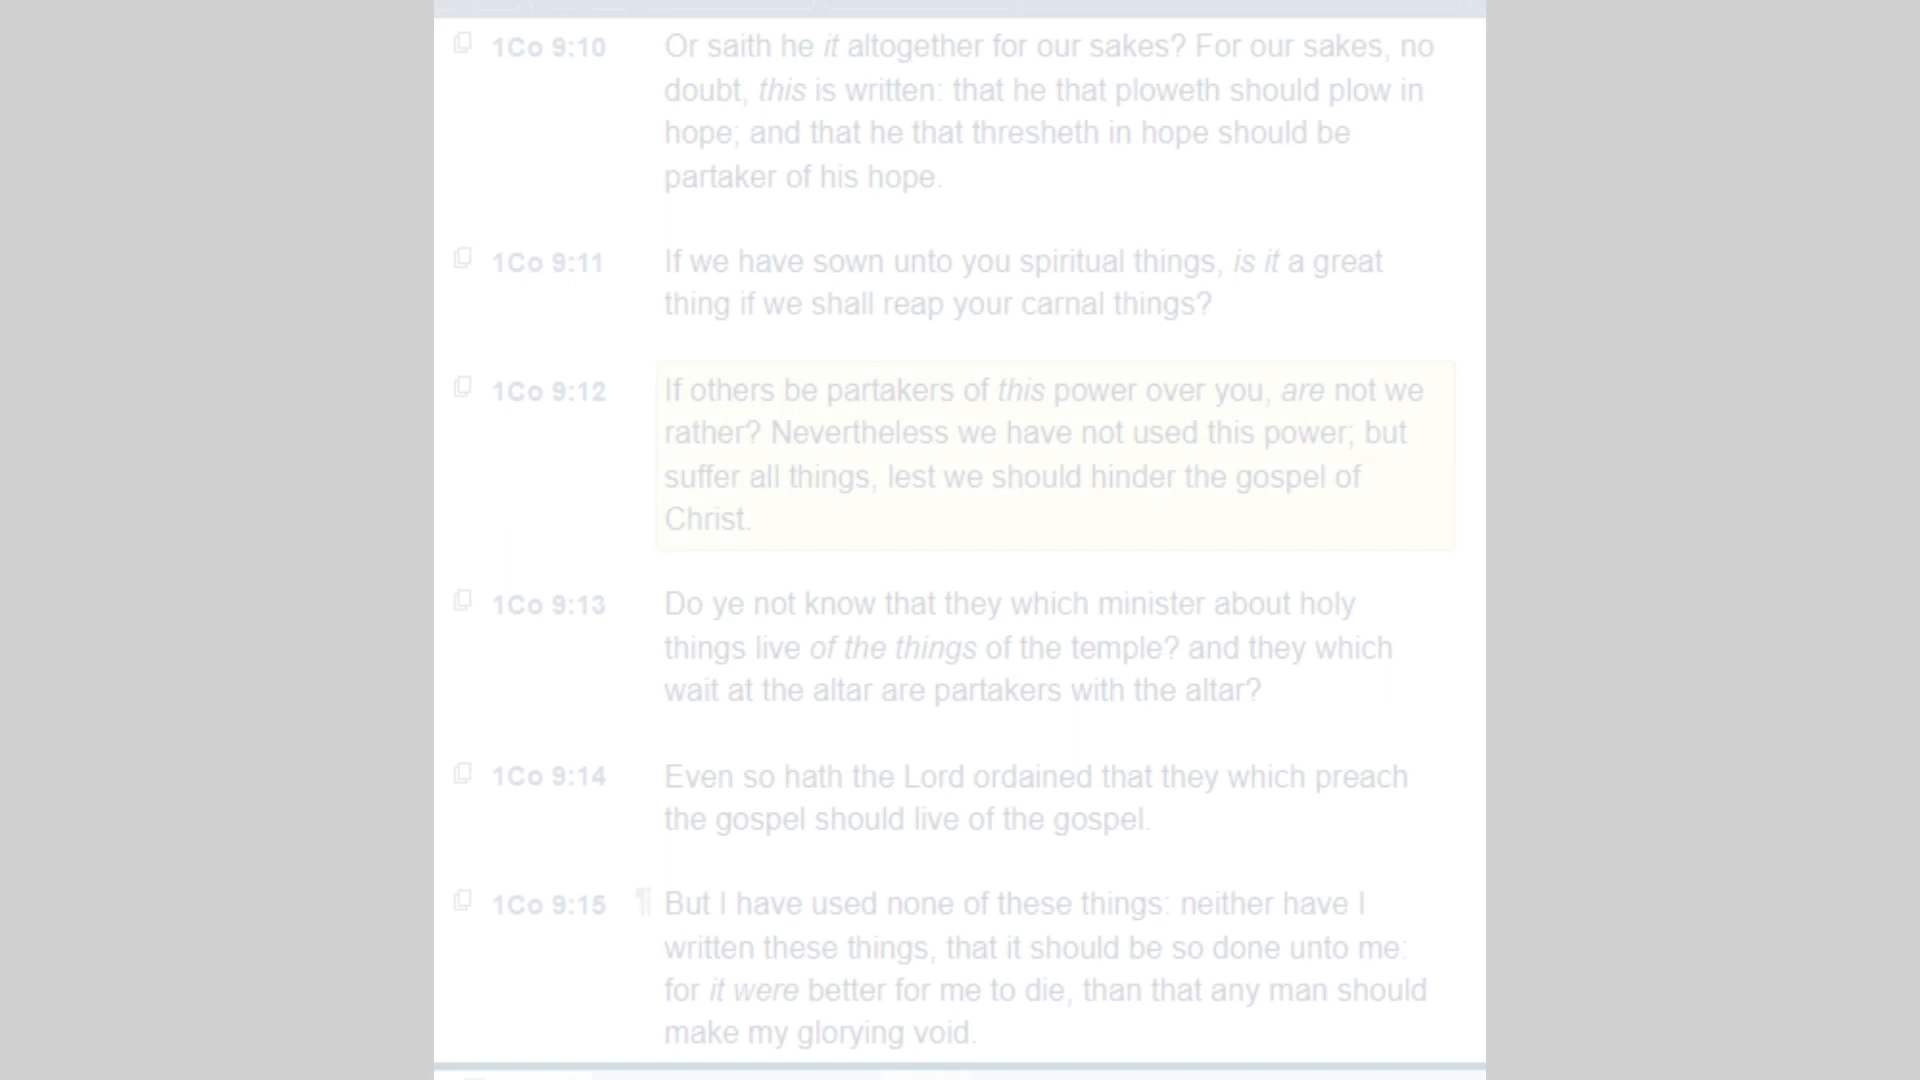 1Co 9:10 Or saith he it altogether for our sakes? For our sakes, no
doubt, this is written: that he that ploweth should plow in
hope; and that he that thresheth in hope should be
partaker of his hope.
1Co 9:11 If we have sown unto you spiritual things, is it a great
thing if we shall reap your carnal things?
1Co 9:12 If others be partakers of this power over you, are not we
rather? Nevertheless we have not used this power; but
suffer all things, lest we should hinder the gospel of
Christ.
1Co 9:13 Do ye not know that they which minister about holy
things live of the things of the temple? and they which
wait at the altar are partakers with the altar?
1Co 9:14 Even so hath the Lord ordained that they which preach
the gospel should live of the gospel.
1Co 9:15 ¶ But I have used none of these things: neither have I
written these things, that it should be so done unto me:
for it were better for me to die, than that any man should
make my glorying void.